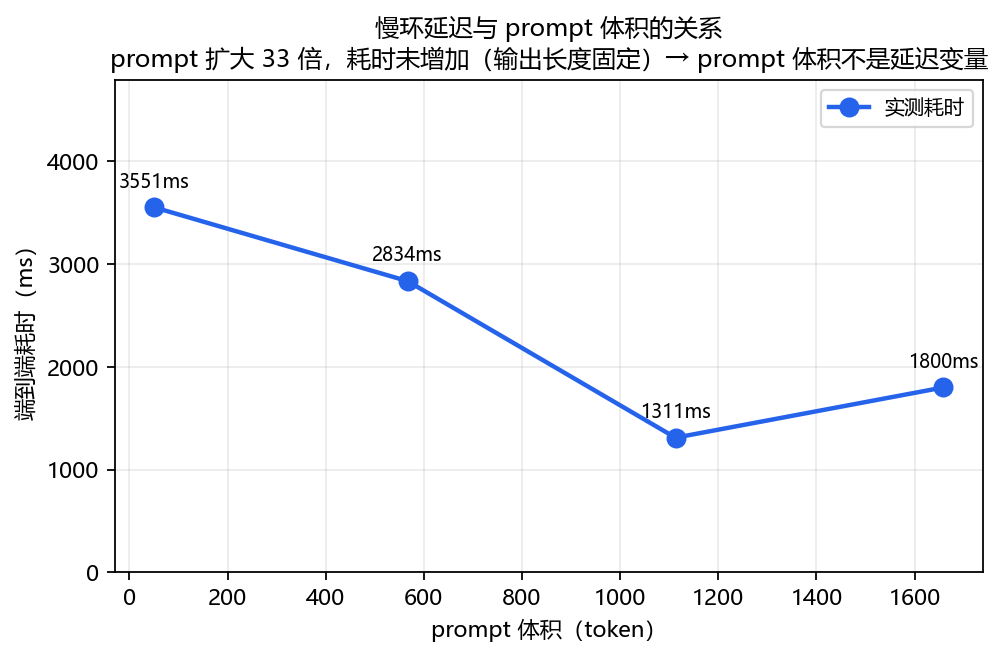 慢环延迟与 prompt 体积的关系
prompt 扩大 33 倍，耗时未增加（输出长度固定）→ prompt 体积不是延迟变量
实测耗时
端到端耗时（ms）
4000
3000
2000
1000
0
3551ms
2834ms
1311ms
1800ms
0 200 400 600 800 1000 1200 1400 1600
prompt 体积（token）